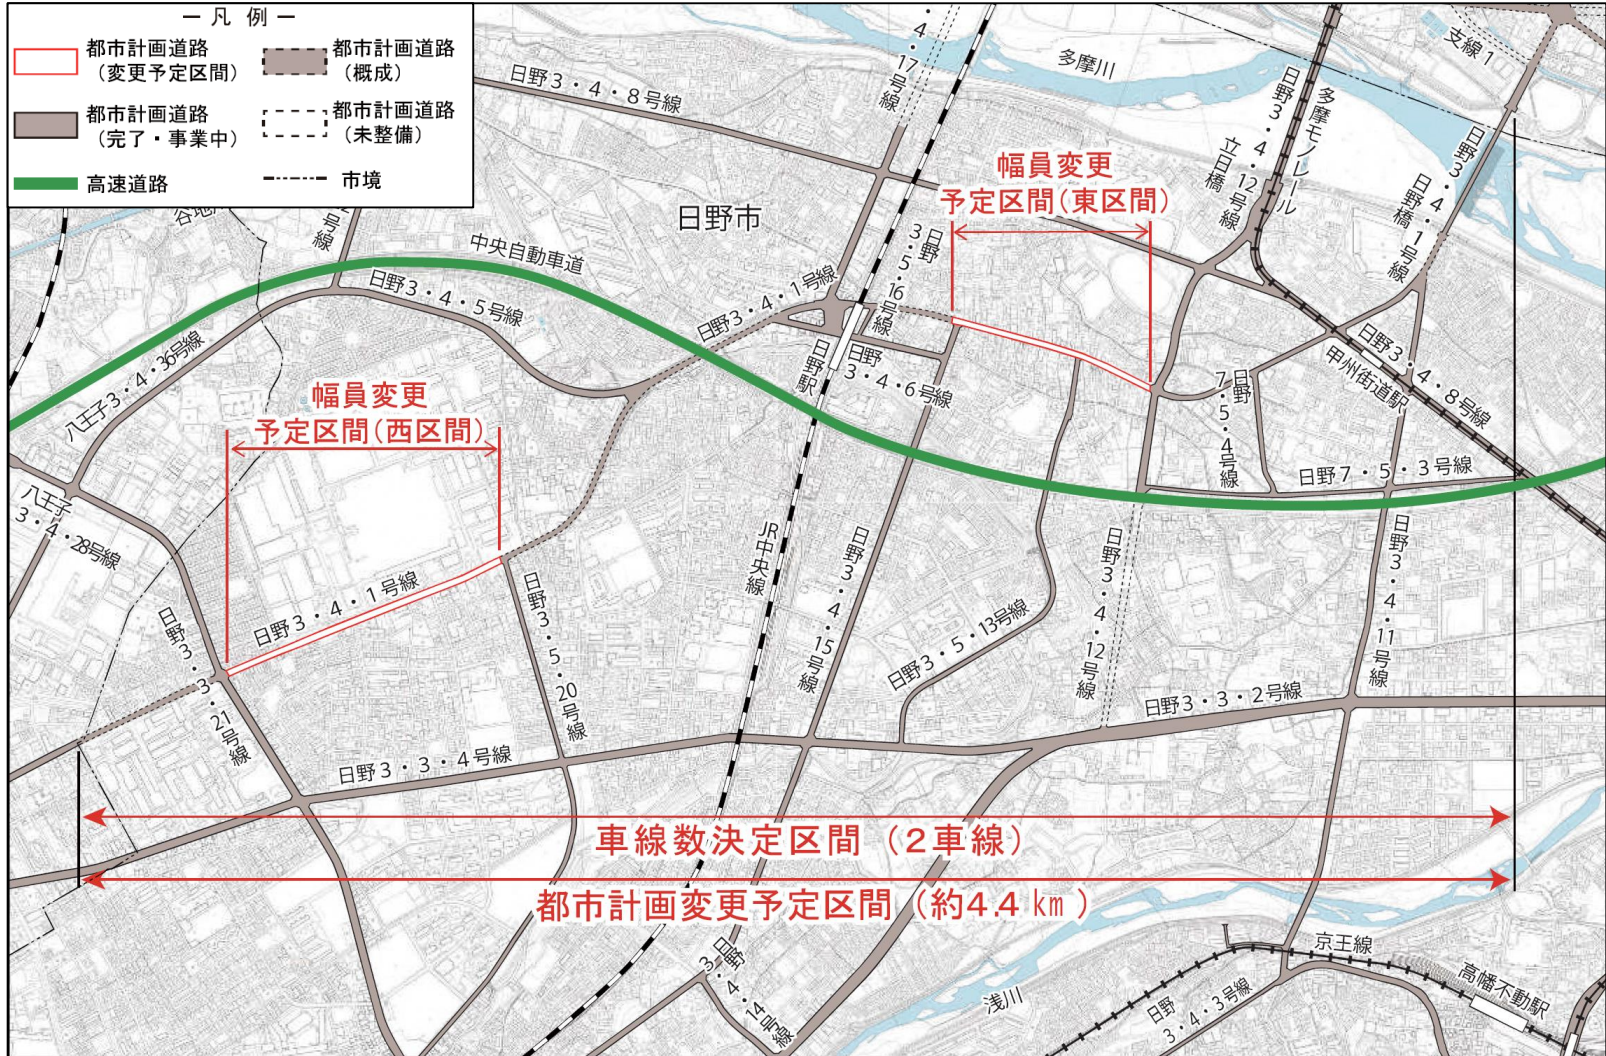 ― 凡 例 ―
都市計画道路
（変更予定区間）
都市計画道路
（概成）
都市計画道路
（完了・事業中）
都市計画道路
（未整備）
高速道路
市境
4・17号線
日野3・4・8号線
多摩川
支線1
日野3・4・12号線
立日橋
多摩モノレール
日野3・4・1号線
日野橋
幅員変更
予定区間(東区間)
日野市
谷地
2号線
中央自動車道
日野3・4・5号線
日野3・4・1号線
日野
3・5・16号線
日野駅
日野
3・4・6号線
八王子3・4・36号線
幅員変更
予定区間(西区間)
日野
7・5・4号線
日野3・4・8号線
甲州街道駅
日野7・5・3号線
八王子
3・4・28号線
日野3・4・1号線
日野3・3・21号線
日野3・5・20号線
JR中央線
日野3・4・15号線
日野3・5・13号線
日野3・4・12号線
日野3・4・11号線
日野3・3・2号線
日野3・3・4号線
車線数決定区間（2車線）
都市計画変更予定区間（約4.4㎞）
日野
3・4・14号線
浅川
京王線
日野
3・4・3号線
高幡不動駅